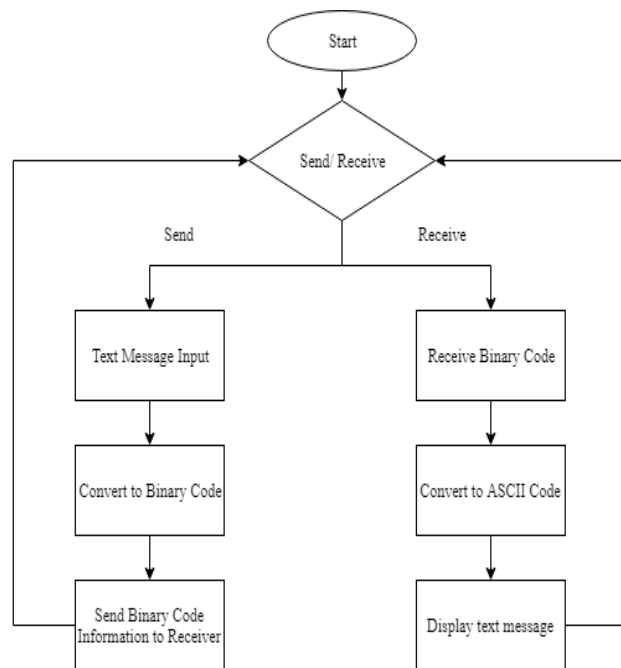 Start
Send/ Receive
Send
Receive
Text Message Input
Receive Binary Code
Convert to Binary Code
Convert to ASCII Code
Send Binary Code
Information to Receiver
Display text message